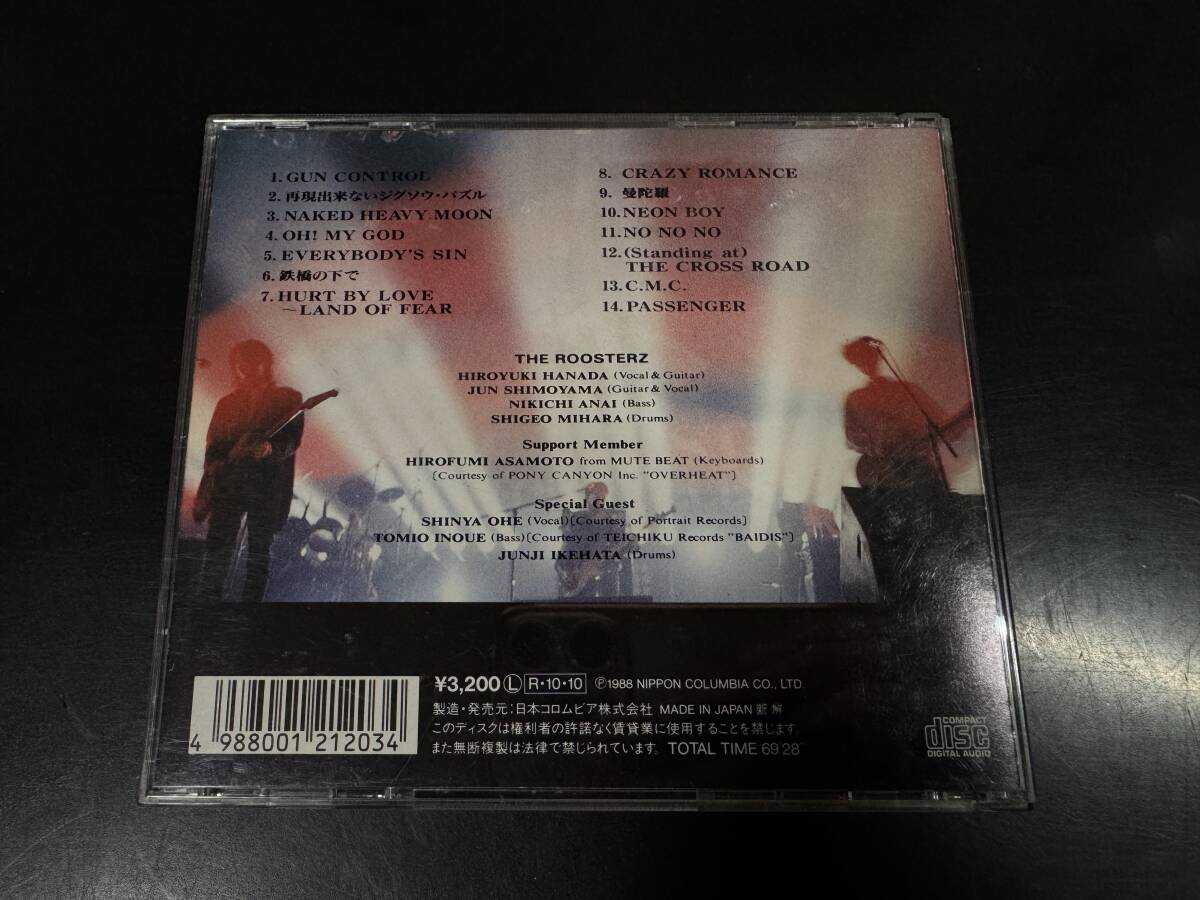 1. GUN CONTROL
2. 再現出来ないジグソウ・パズル
3. NAKED HEAVY MOON
4. OH! MY GOD
5. EVERYBODY'S SIN
6. 鉄橋の下で
7. HURT BY LOVE
～LAND OF FEAR
8. CRAZY ROMANCE
9. 曼陀羅
10. NEON BOY
11. NO NO NO
12. (Standing at)
THE CROSS ROAD
13. C.M.C.
14. PASSENGER
THE ROOSTERZ
HIROYUKI HANADA (Vocal & Guitar)
JUN SHIMOYAMA (Guitar & Vocal)
NIKICHI ANAI (Bass)
SHIGEO MIHARA (Drums)
Support Member
HIROFUMI ASAMOTO from MUTE BEAT (Keyboards)
[Courtesy of PONY CANYON Inc. "OVERHEAT"]
Special Guest
SHINYA OHE (Vocal) [Courtesy of Portrait Records]
TOMIO INOUE (Bass) [Courtesy of TEICHIKU Records "BAIDIS"]
JUNJI IKEHATA (Drums)
¥3,200 Ⓛ R・10・10 Ⓟ1988 NIPPON COLUMBIA CO., LTD.
製造・発売元:日本コロムビア株式会社 MADE IN JAPAN 新 解
このディスクは権利者の許諾なく賃貸業に使用することを禁じます。
また無断複製は法律で禁じられています。 TOTAL TIME 69'28"
4 988001 212034
COMPACT
disc
DIGITAL AUDIO